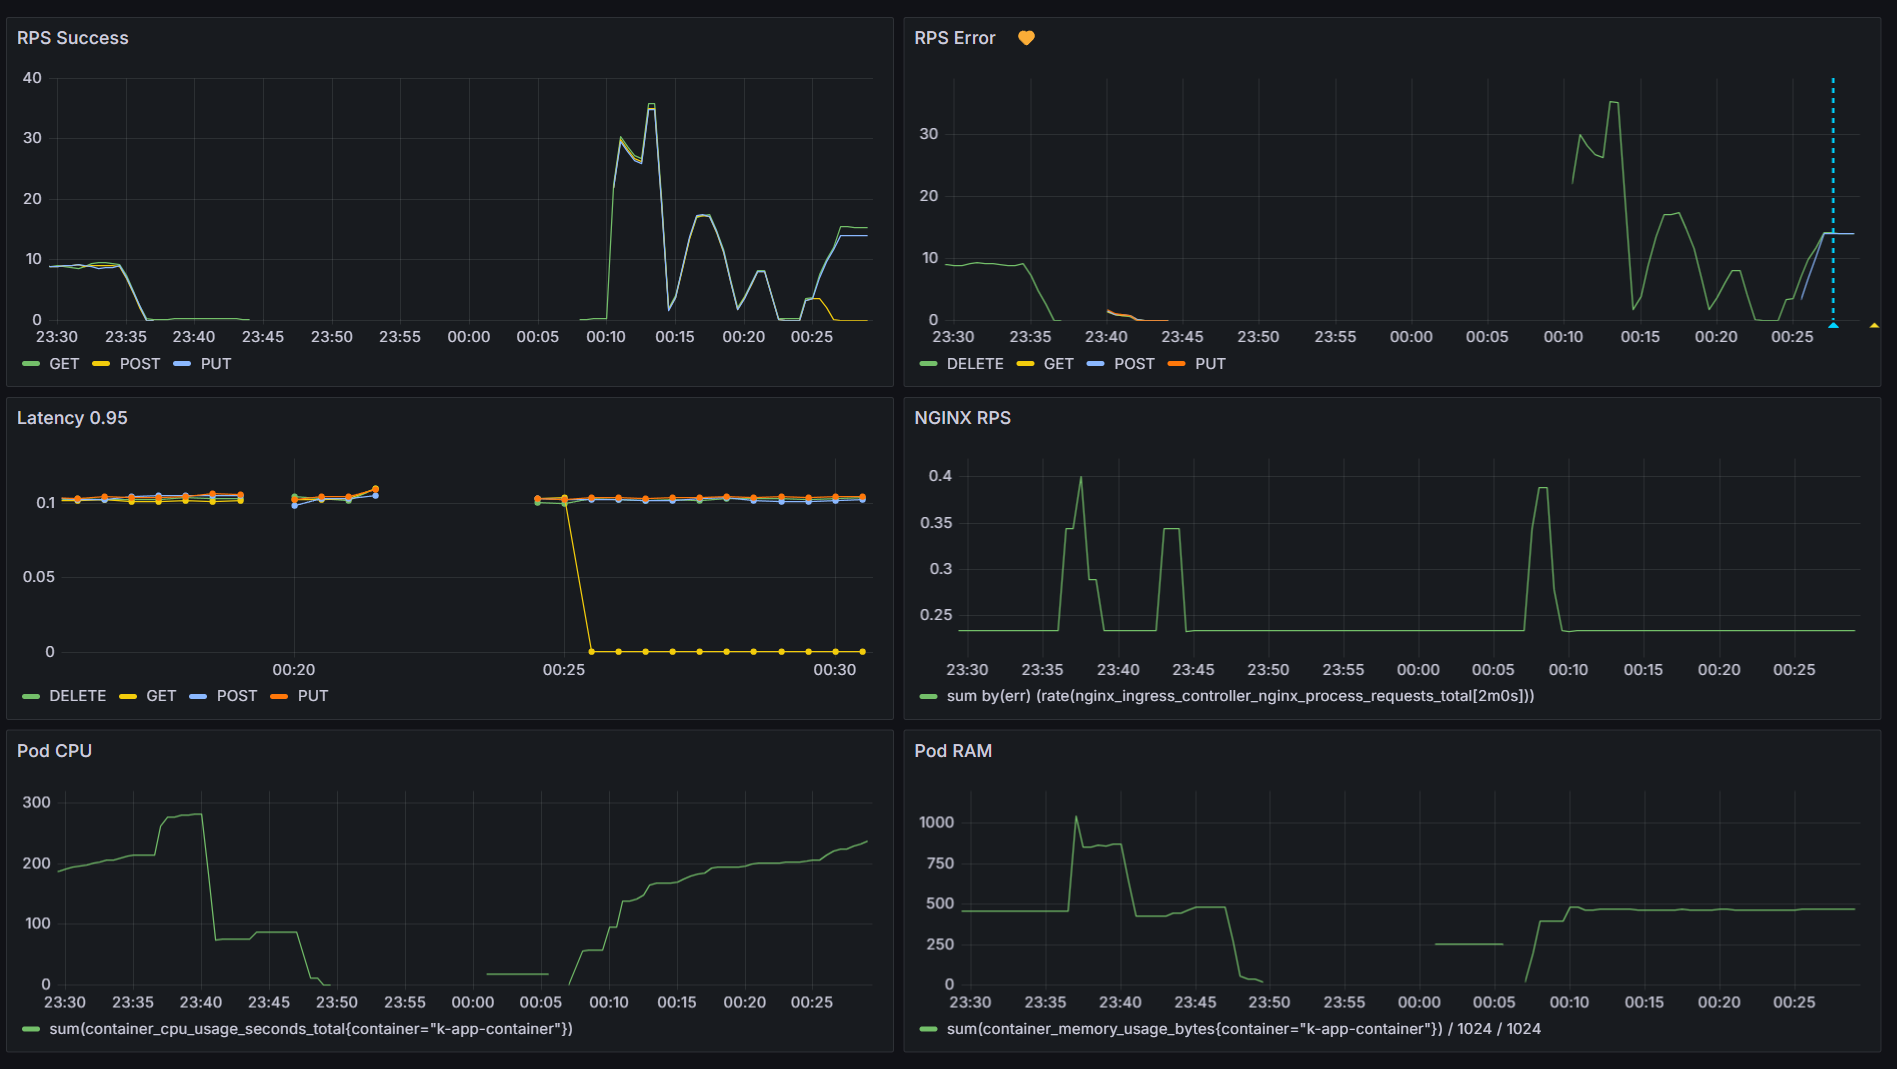 RPS Success
40
30
20
10
0
23:30 23:35 23:40 23:45 23:50 23:55 00:00 00:05 00:10 00:15 00:20 00:25
GET POST PUT
RPS Error
30
20
10
0
23:30 23:35 23:40 23:45 23:50 23:55 00:00 00:05 00:10 00:15 00:20 00:25
DELETE GET POST PUT
Latency 0.95
0.1
0.05
0
00:20 00:25 00:30
DELETE GET POST PUT
NGINX RPS
0.4
0.35
0.3
0.25
23:30 23:35 23:40 23:45 23:50 23:55 00:00 00:05 00:10 00:15 00:20 00:25
sum by(err) (rate(nginx_ingress_controller_nginx_process_requests_total[2m0s]))
Pod CPU
300
200
100
0
23:30 23:35 23:40 23:45 23:50 23:55 00:00 00:05 00:10 00:15 00:20 00:25
sum(container_cpu_usage_seconds_total{container="k-app-container"})
Pod RAM
1000
750
500
250
0
23:30 23:35 23:40 23:45 23:50 23:55 00:00 00:05 00:10 00:15 00:20 00:25
sum(container_memory_usage_bytes{container="k-app-container"}) / 1024 / 1024